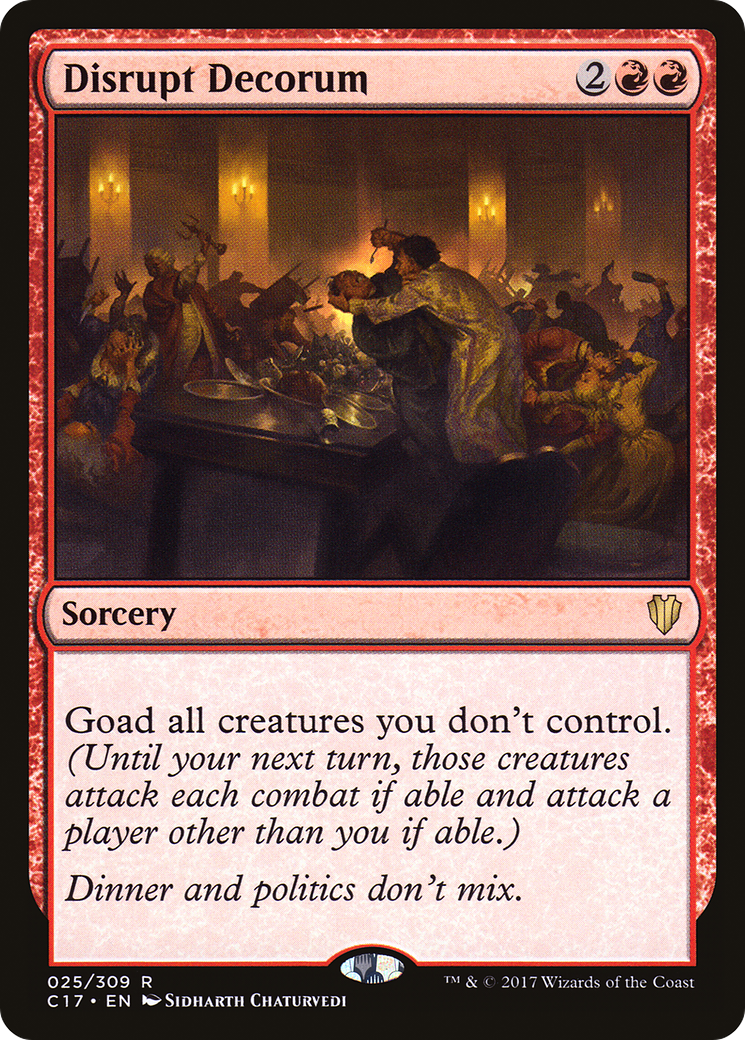 Disrupt Decorum 2
Sorcery
Goad all creatures you don't control.
(Until your next turn, those creatures
attack each combat if able and attack a
player other than you if able.)
Dinner and politics don't mix.
025/309 R
C17 • EN Sidharth Chaturvedi
™ & © 2017 Wizards of the Coast